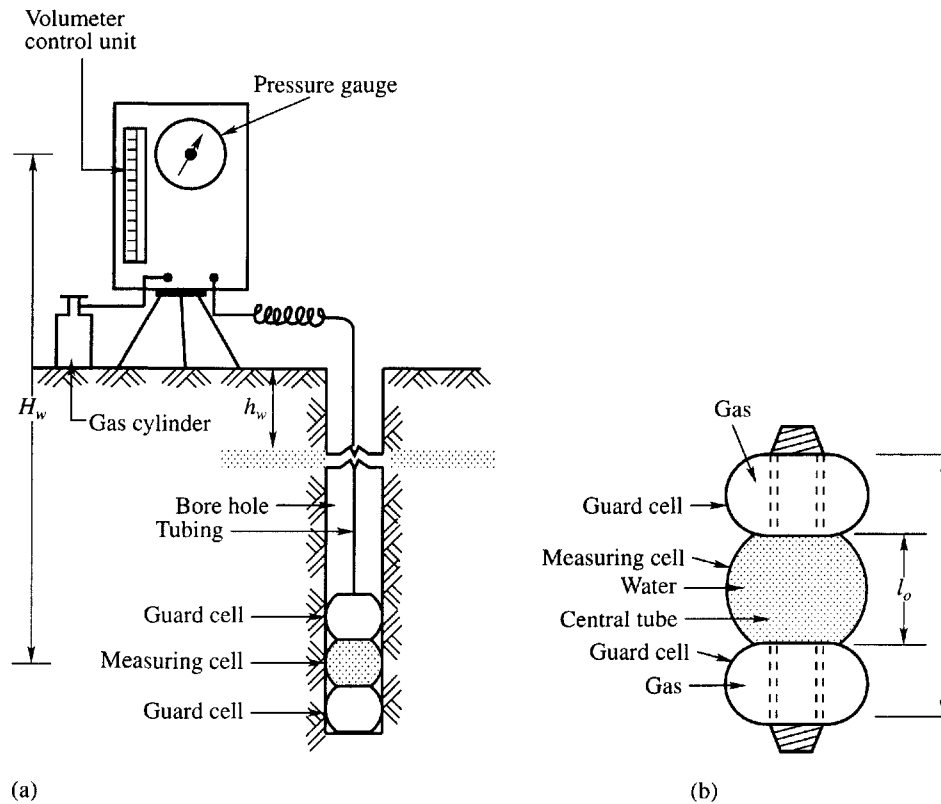 Volumeter
control unit
Pressure gauge
H_w
h_w
Gas cylinder
Bore hole
Tubing
Guard cell
Measuring cell
Guard cell
(a)
Gas
Guard cell
Measuring cell
Water
l_o
Central tube
Guard cell
Gas
(b)